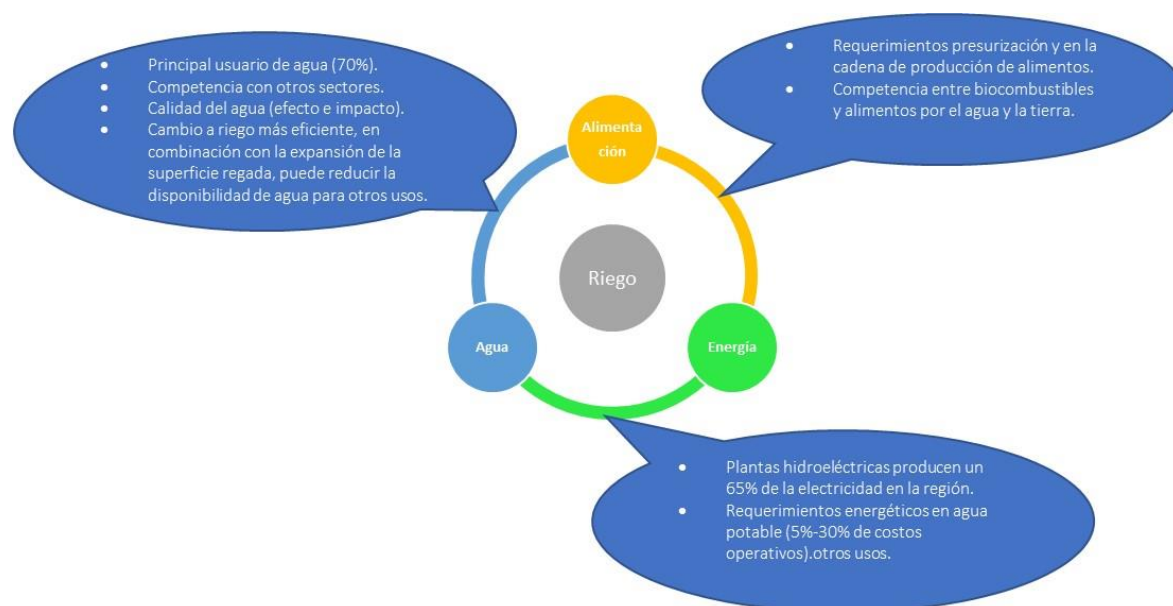 Principal usuario de agua (70%).
Competencia con otros sectores.
Calidad del agua (efecto e impacto).
Cambio a riego más eficiente, en
combinación con la expansión de la
superficie regada, puede reducir la
disponibilidad de agua para otros usos.
Requerimientos presurización y en la
cadena de producción de alimentos.
Competencia entre biocombustibles
y alimentos por el agua y la tierra.
Alimenta
ción
Riego
Agua
Energía
Plantas hidroeléctricas producen un
65% de la electricidad en la región.
Requerimientos energéticos en agua
potable (5%-30% de costos
operativos).otros usos.